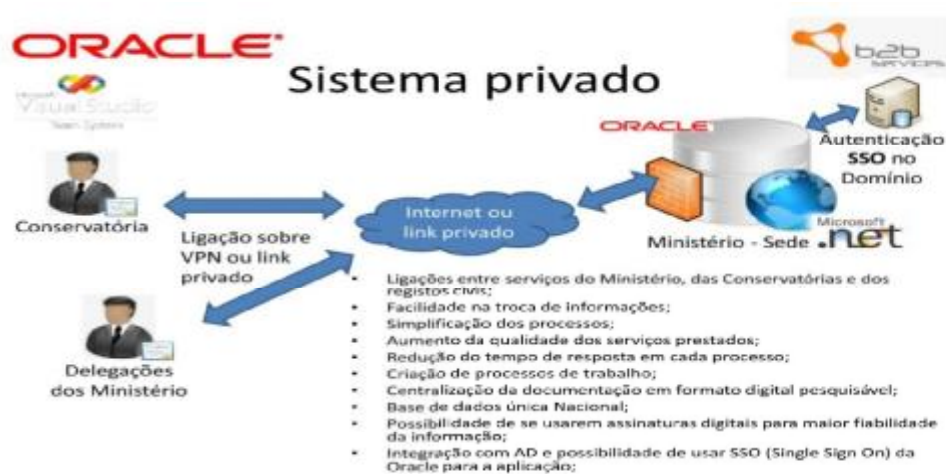 ORACLE
b2b
SERVICES
Sistema privado
Microsoft
Visual Studio
Team System
ORACLE
Autenticação
SSO no
Domínio
Conservatória
Internet ou
link privado
Microsoft
.net
Ministério - Sede
Ligação sobre
VPN ou link
privado
Delegações
dos Ministério
• Ligações entre serviços do Ministério, das Conservatórias e dos
registos civis;
• Facilidade na troca de informações;
• Simplificação dos processos;
• Aumento da qualidade dos serviços prestados;
• Redução do tempo de resposta em cada processo;
• Criação de processos de trabalho;
• Centralização da documentação em formato digital pesquisável;
• Base de dados única Nacional;
• Possibilidade de se usarem assinaturas digitais para maior fiabilidade
da informação;
• Integração com AD e possibilidade de usar SSO (Single Sign On) da
Oracle para a aplicação;